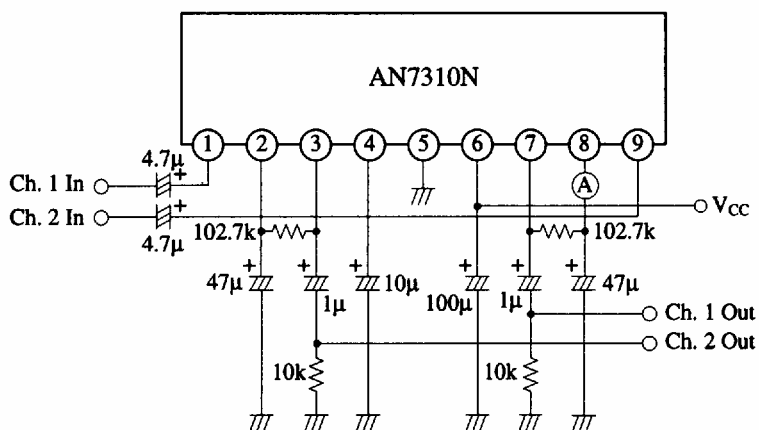 AN7310N
1 2 3 4 5 6 7 8 9
4.7μ
+
A
Ch. 1 In
Ch. 2 In
+
VCC
4.7μ
102.7k
102.7k
+ + + + + +
47μ
1μ
10μ
100μ
1μ
47μ
Ch. 1 Out
Ch. 2 Out
10k
10k